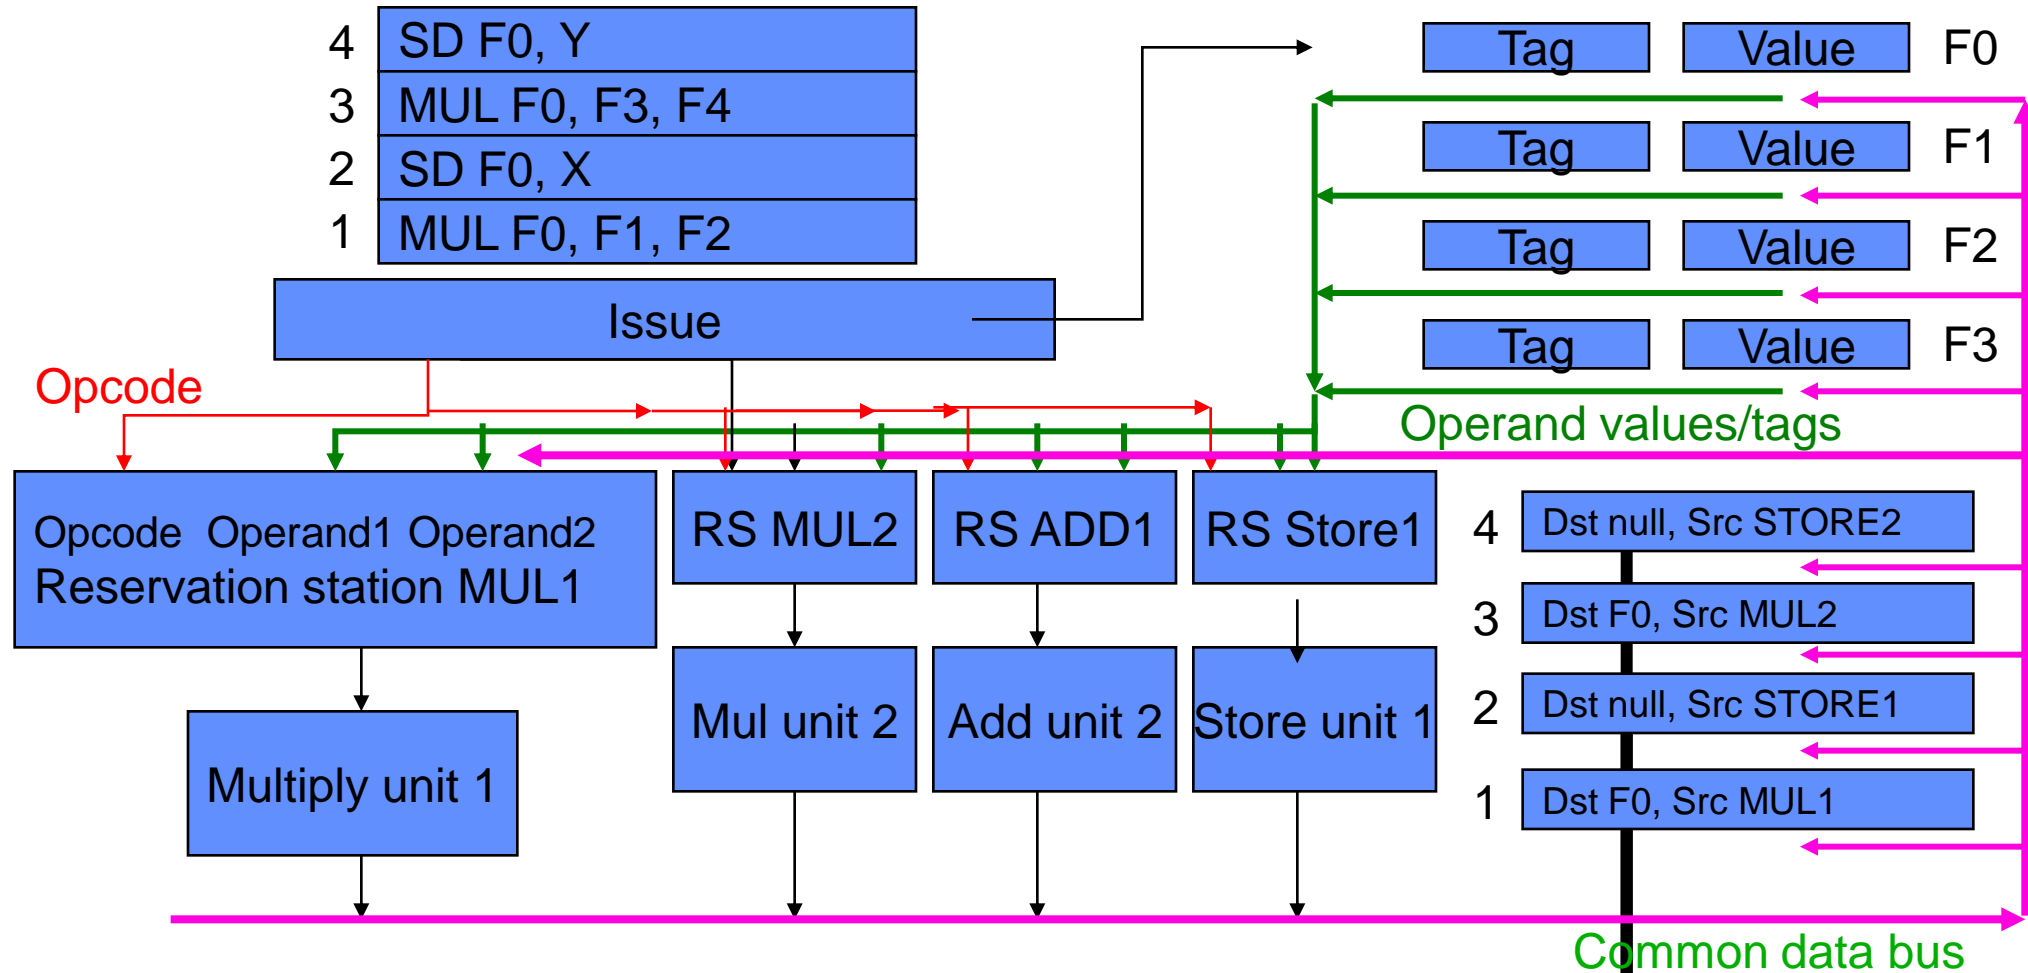 4 SD F0, Y
3 MUL F0, F3, F4
2 SD F0, X
1 MUL F0, F1, F2
Issue
Tag Value F0
Tag Value F1
Tag Value F2
Tag Value F3
Opcode
Operand values/tags
Opcode Operand1 Operand2
Reservation station MUL1
RS MUL2
RS ADD1
RS Store1
Multiply unit 1
Mul unit 2
Add unit 2
Store unit 1
4 Dst null, Src STORE2
3 Dst F0, Src MUL2
2 Dst null, Src STORE1
1 Dst F0, Src MUL1
Common data bus